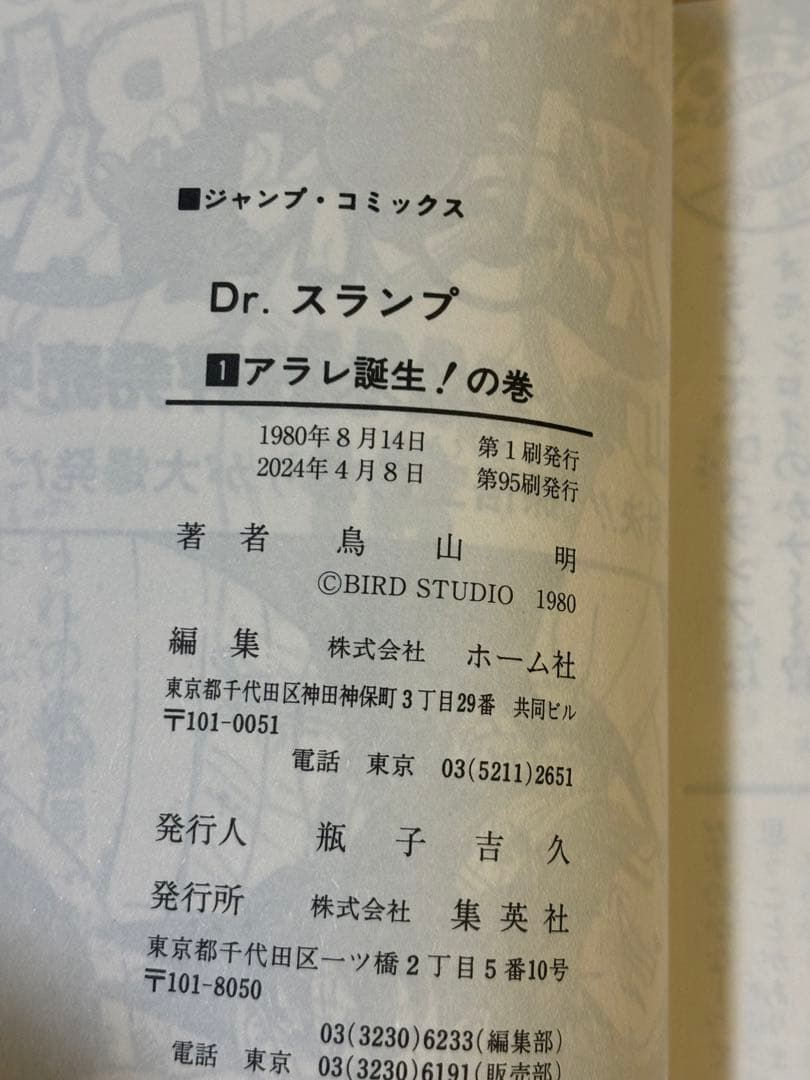 ■ジャンプ・コミックス
Dr. スランプ
1アラレ誕生!の巻
1980年8月14日 第1刷発行
2024年4月8日 第95刷発行
著者 鳥山明
©BIRD STUDIO 1980
編集 株式会社 ホーム社
東京都千代田区神田神保町3丁目29番 共同ビル
〒101-0051
電話 東京 03(5211)2651
発行人 瓶子吉久
発行所 株式会社 集英社
東京都千代田区一ツ橋2丁目5番10号
〒101-8050
03(3230)6233(編集部)
電話 東京 03(3230)6191(販売部)